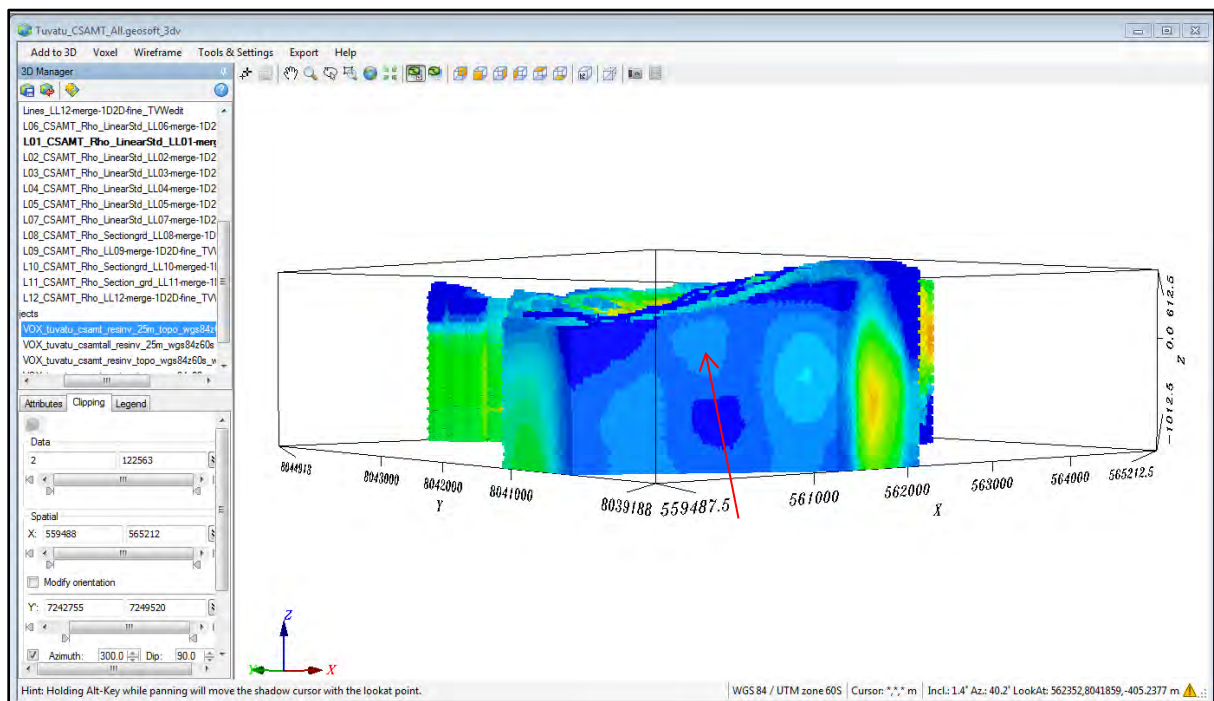 Tuvatu_CSAMT_All.geosoft_3dv
Add to 3D Voxel Wireframe Tools & Settings Export Help
3D Manager
Lines_LL12-merge-1D2D-fine_TVWedit
L06_CSAMT_Rho_LinearStd_LL06-merge-1D2
L01_CSAMT_Rho_LinearStd_LL01-merg
L02_CSAMT_Rho_LinearStd_LL02-merge-1D2
L03_CSAMT_Rho_LinearStd_LL03-merge-1D2
L04_CSAMT_Rho_LinearStd_LL04-merge-1D2
L05_CSAMT_Rho_LinearStd_LL05-merge-1D2
L07_CSAMT_Rho_LinearStd_LL07-merge-1D2
L08_CSAMT_Rho_Sectiongrd_LL08-merge-1D
L09_CSAMT_Rho_LL09-merge-1D2D-fine_TVW
L10_CSAMT_Rho_Sectiongrd_LL10-merged-1
L11_CSAMT_Rho_Section_grd_LL11-merge-1D
L12_CSAMT_Rho_LL12-merge-1D2D-fine_TVW
jects
VOX_tuvatu_csamt_resinv_25m_topo_wgs84z6
VOX_tuvatu_csamtall_resinv_25m_wgs84z60s
VOX_tuvatu_csamt_resinv_topo_wgs84z60s_w
Attributes Clipping Legend
Data
2 122563
Spatial
X: 559488 565212
Modify orientation
Y': 7242755 7249520
Azimuth: 300.0 Dip: 90.0
612.5
0.0
Z
-1012.5
8044913 8043000 8042000 8041000 8039188 559487.5 561000 562000 563000 564000 565212.5
Y X
Z
Y X
Hint: Holding Alt-Key while panning will move the shadow cursor with the lookat point. WGS 84 / UTM zone 60S Cursor: *,*,* m Incl.: 1.4° Az.: 40.2° LookAt: 562352,8041859,-405.2377 m